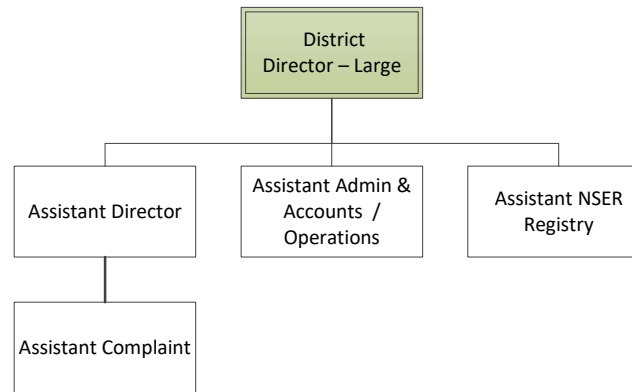 District
Director – Large
Assistant Director
Assistant Admin &
Accounts /
Operations
Assistant NSER
Registry
Assistant Complaint